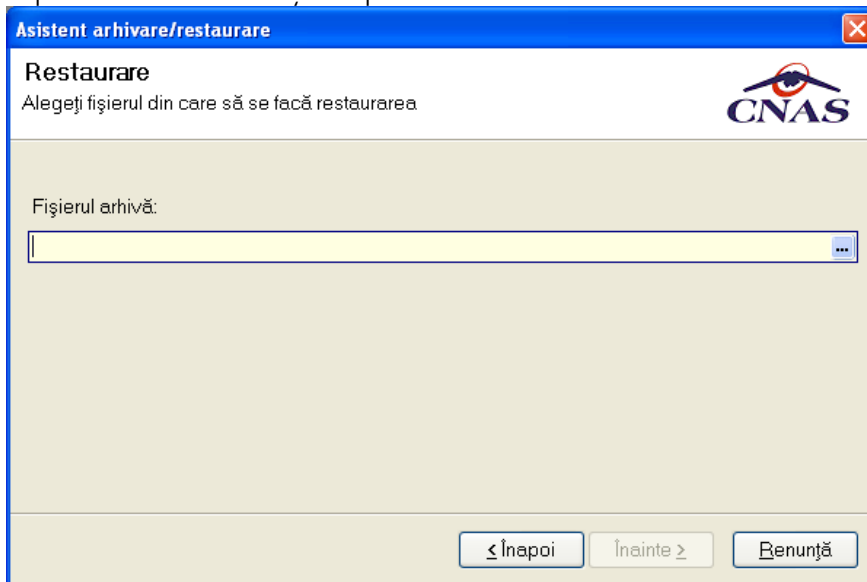 Asistent arhivare/restaurare
Restaurare
Alegeţi fişierul din care să se facă restaurarea
CNAS
Fişierul arhivă:
...
< Înapoi
Înainte >
Renunţă